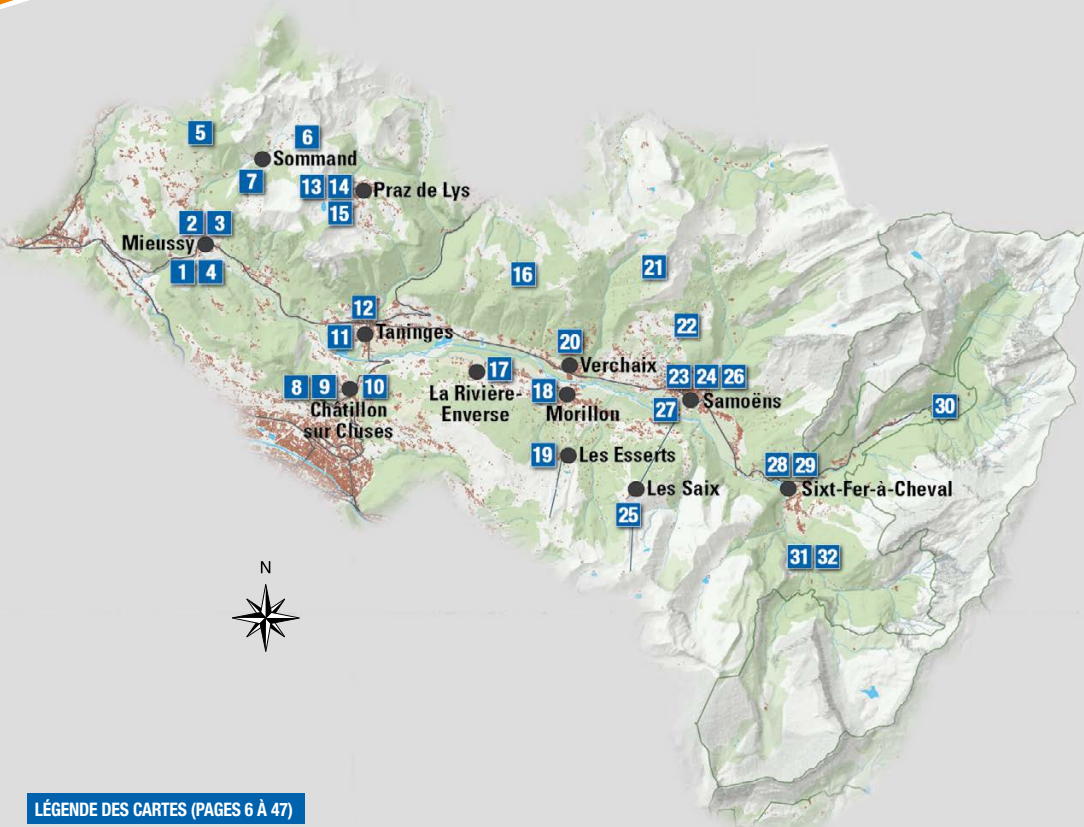 5
6
Sommand
7
13 14 Praz de Lys
15
2 3
Mieussy
1 4
16
21
12
11 Taninges
22
20
Verchaix
17
La Rivière-
Enverse
8 9 10
Châtillon
sur Cluses
18
Morillon
23 24 26
Samoëns
27
30
19 Les Esserts
28 29
Sixt-Fer-à-Cheval
Les Saix
25
31 32
N
LÉGENDE DES CARTES (PAGES 6 À 47)